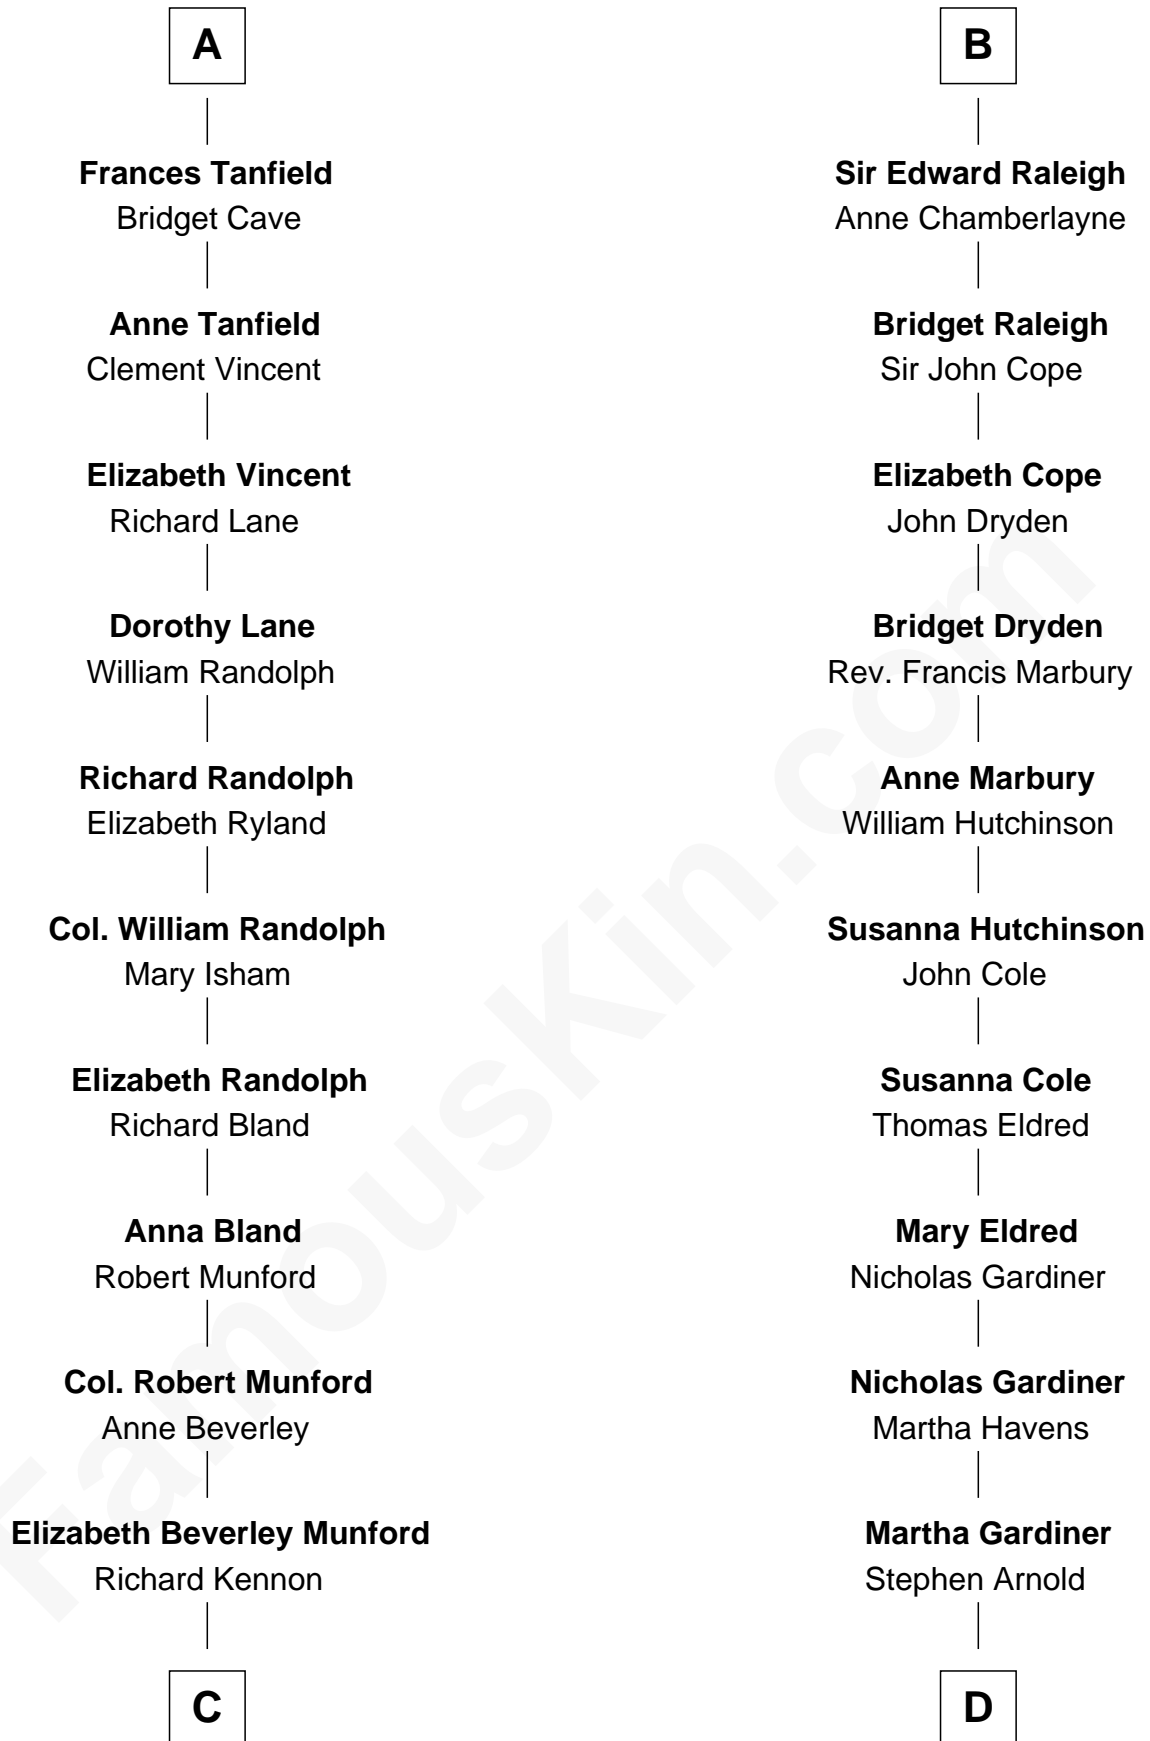 A
Frances Tanfield
Bridget Cave
Anne Tanfield
Clement Vincent
Elizabeth Vincent
Richard Lane
Dorothy Lane
William Randolph
Richard Randolph
Elizabeth Ryland
Col. William Randolph
Mary Isham
Elizabeth Randolph
Richard Bland
Anna Bland
Robert Munford
Col. Robert Munford
Anne Beverley
Elizabeth Beverley Munford
Richard Kennon
C
B
Sir Edward Raleigh
Anne Chamberlayne
Bridget Raleigh
Sir John Cope
Elizabeth Cope
John Dryden
Bridget Dryden
Rev. Francis Marbury
Anne Marbury
William Hutchinson
Susanna Hutchinson
John Cole
Susanna Cole
Thomas Eldred
Mary Eldred
Nicholas Gardiner
Nicholas Gardiner
Martha Havens
Martha Gardiner
Stephen Arnold
D
FamousKin.com